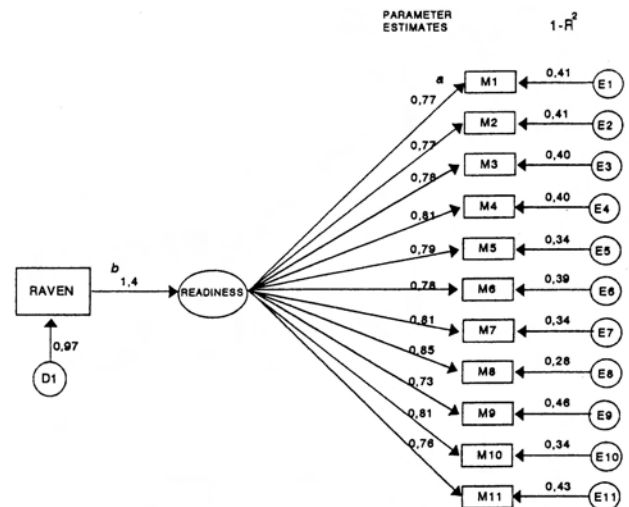 PARAMETER ESTIMATES 1-R²
a
0,77 M1 0,41 E1
0,77 M2 0,41 E2
0,78 M3 0,40 E3
0,81 M4 0,40 E4
0,79 M5 0,34 E5
b
RAVEN 1,4 READINESS 0,78 M6 0,39 E6
0,81 M7 0,34 E7
0,97
D1 0,85 M8 0,28 E8
0,73 M9 0,46 E9
0,81 M10 0,34 E10
0,76 M11 0,43 E11